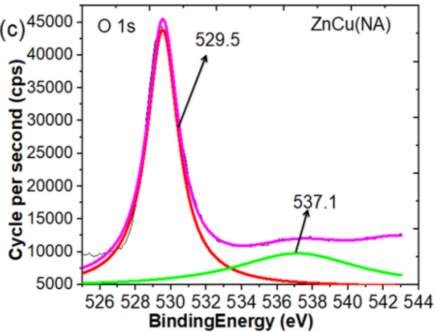 (c)
O 1s
ZnCu(NA)
529.5
537.1
Cycle per second (cps)
45000
40000
35000
30000
25000
20000
15000
10000
5000
526 528 530 532 534 536 538 540 542 544
BindingEnergy (eV)